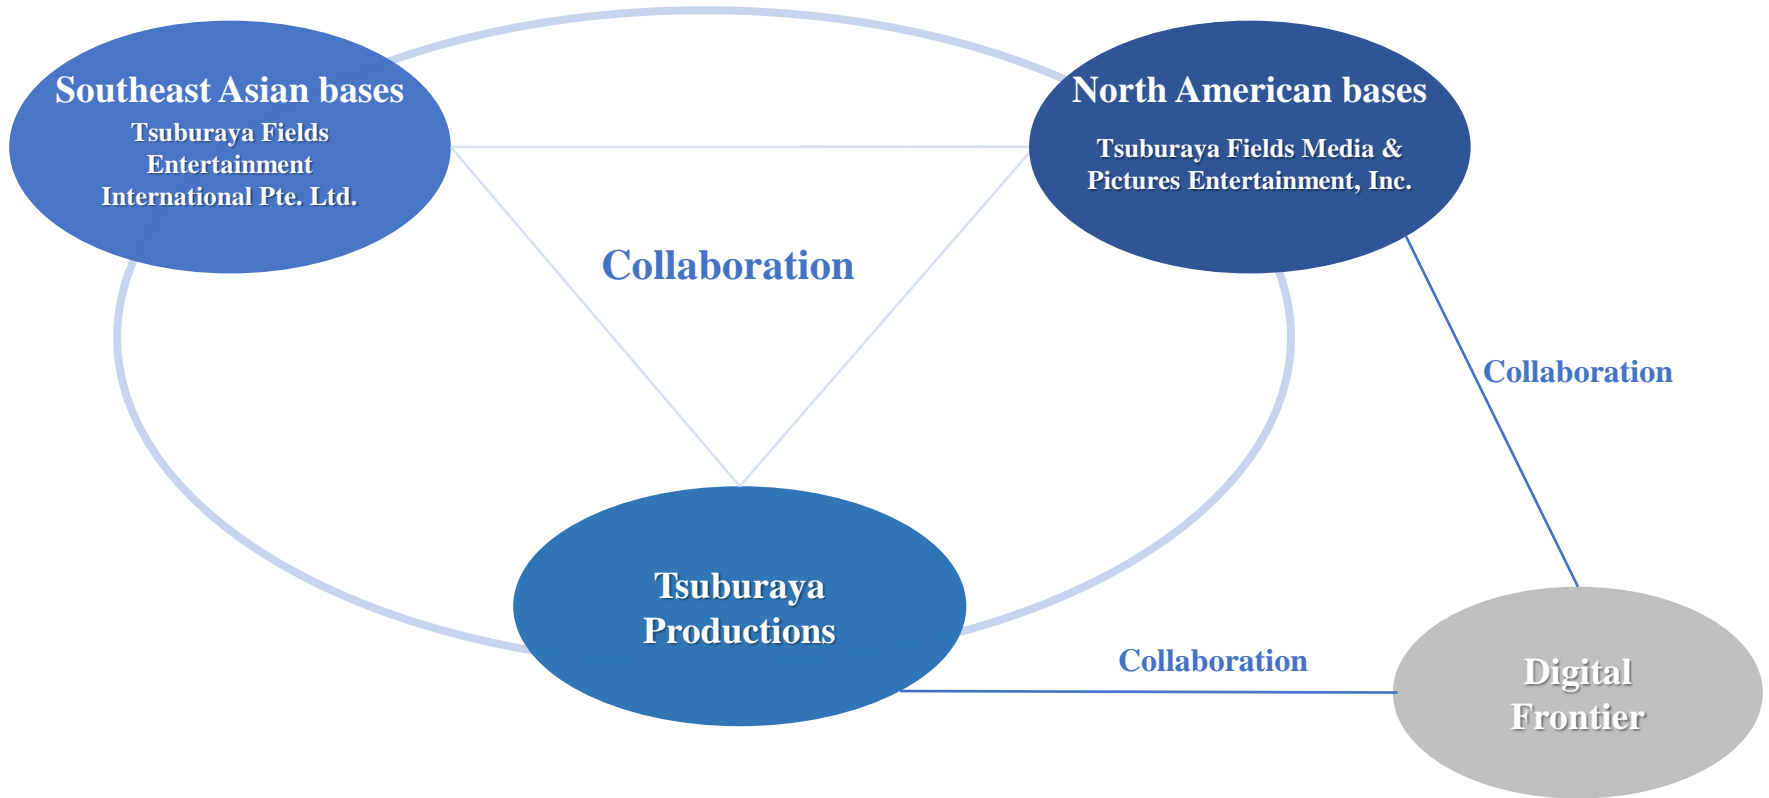 Southeast Asian bases
Tsuburaya Fields
Entertainment
International Pte. Ltd.
North American bases
Tsuburaya Fields Media &
Pictures Entertainment, Inc.
Collaboration
Collaboration
Tsuburaya
Productions
Collaboration
Digital
Frontier